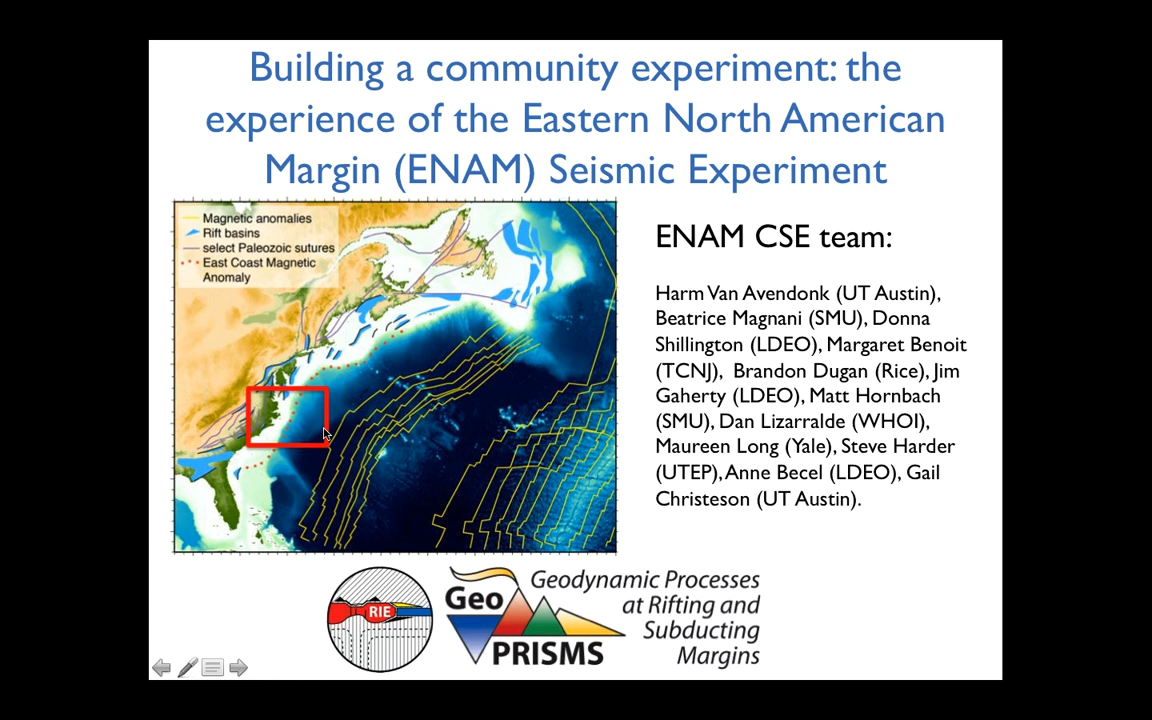 Building a community experiment: the
experience of the Eastern North American
Margin (ENAM) Seismic Experiment
Magnetic anomalies
Rift basins
select Paleozoic sutures
East Coast Magnetic
Anomaly
ENAM CSE team:
Harm Van Avendonk (UT Austin),
Beatrice Magnani (SMU), Donna
Shillington (LDEO), Margaret Benoit
(TCNJ), Brandon Dugan (Rice), Jim
Gaherty (LDEO), Matt Hornbach
(SMU), Dan Lizarralde (WHOI),
Maureen Long (Yale), Steve Harder
(UTEP), Anne Becel (LDEO), Gail
Christeson (UT Austin).
RIE
Geo
PRISMS
Geodynamic Processes
at Rifting and
Subducting
Margins